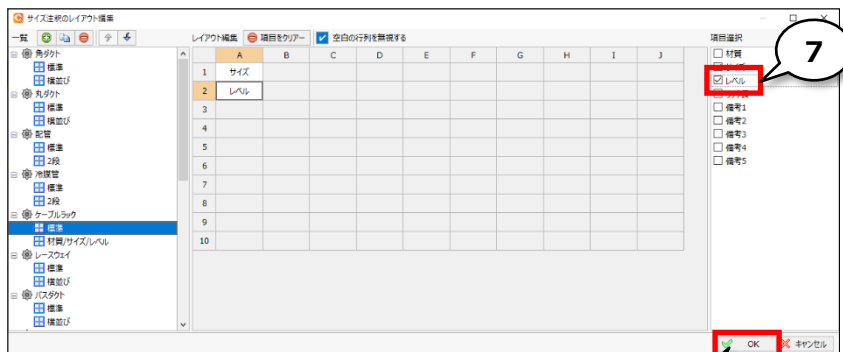 サイズ注釈のレイアウト編集
一覧
レイアウト編集 項目をクリアー 空白の行列を無視する
項目選択
角ダクト
標準
横並び
丸ダクト
標準
横並び
配管
標準
2段
冷媒管
標準
2段
ケーブルラック
標準
材質/サイズ/レベル
レースウェイ
標準
横並び
バスダクト
標準
横並び
A B C D E F G H I J
1 サイズ
2 レベル
3
4
5
6
7
8
9
10
材質
レベル
備考1
備考2
備考3
備考4
備考5
7
OK キャンセル